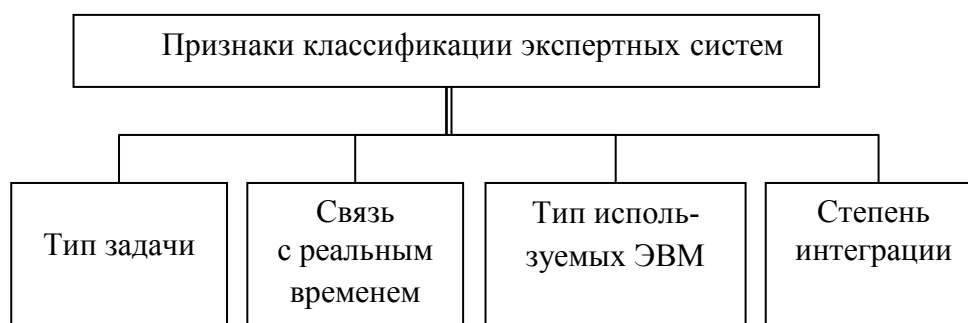 Признаки классификации экспертных систем
Тип задачи
Связь
с реальным
временем
Тип исполь-
зуемых ЭВМ
Степень
интеграции